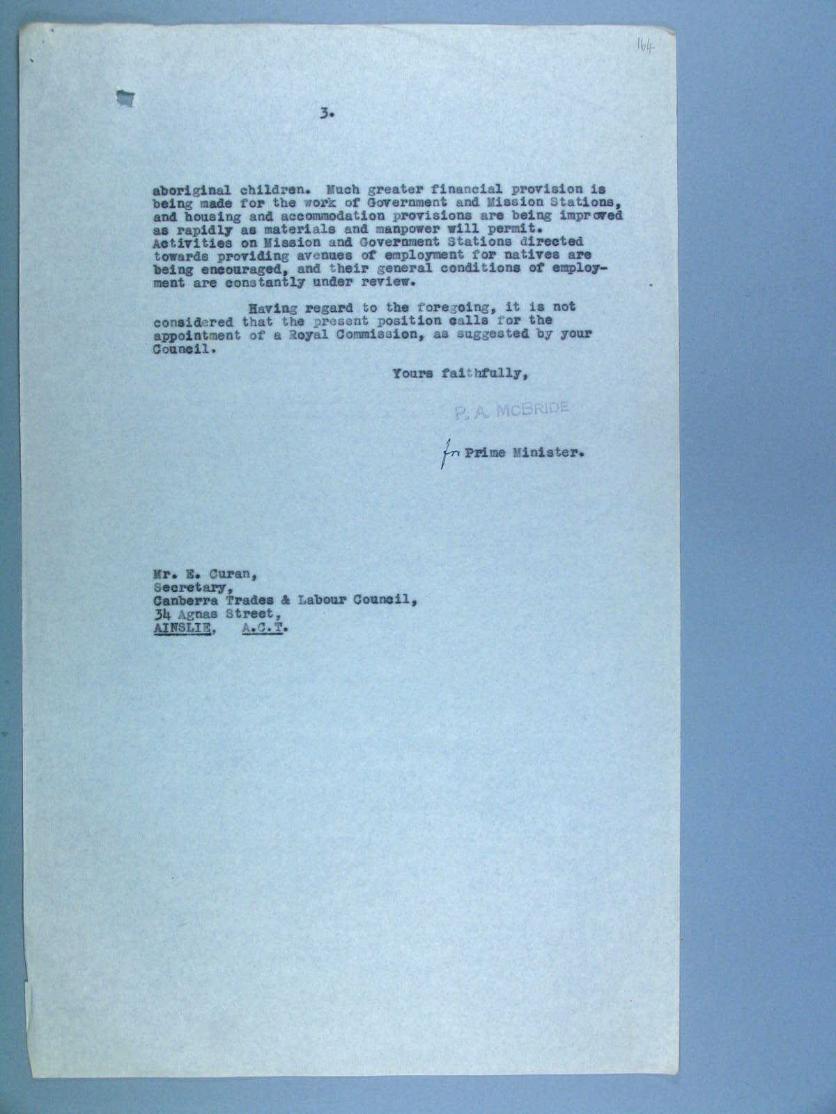 164
3.
aboriginal children. Much greater financial provision is
being made for the work of Government and Mission Stations,
and housing and accommodation provisions are being improved
as rapidly as materials and manpower will permit.
Activities on Mission and Government Stations directed
towards providing avenues of employment for natives are
being encouraged, and their general conditions of employ-
ment are constantly under review.
Having regard to the foregoing, it is not
considered that the present position calls for the
appointment of a Royal Commission, as suggested by your
Council.
Yours faithfully,
P. A. MCBRIDE
for Prime Minister.
Mr. E. Curan,
Secretary,
Canberra Trades & Labour Council,
34 Agnas Street,
AINSLIE, A.C.T.